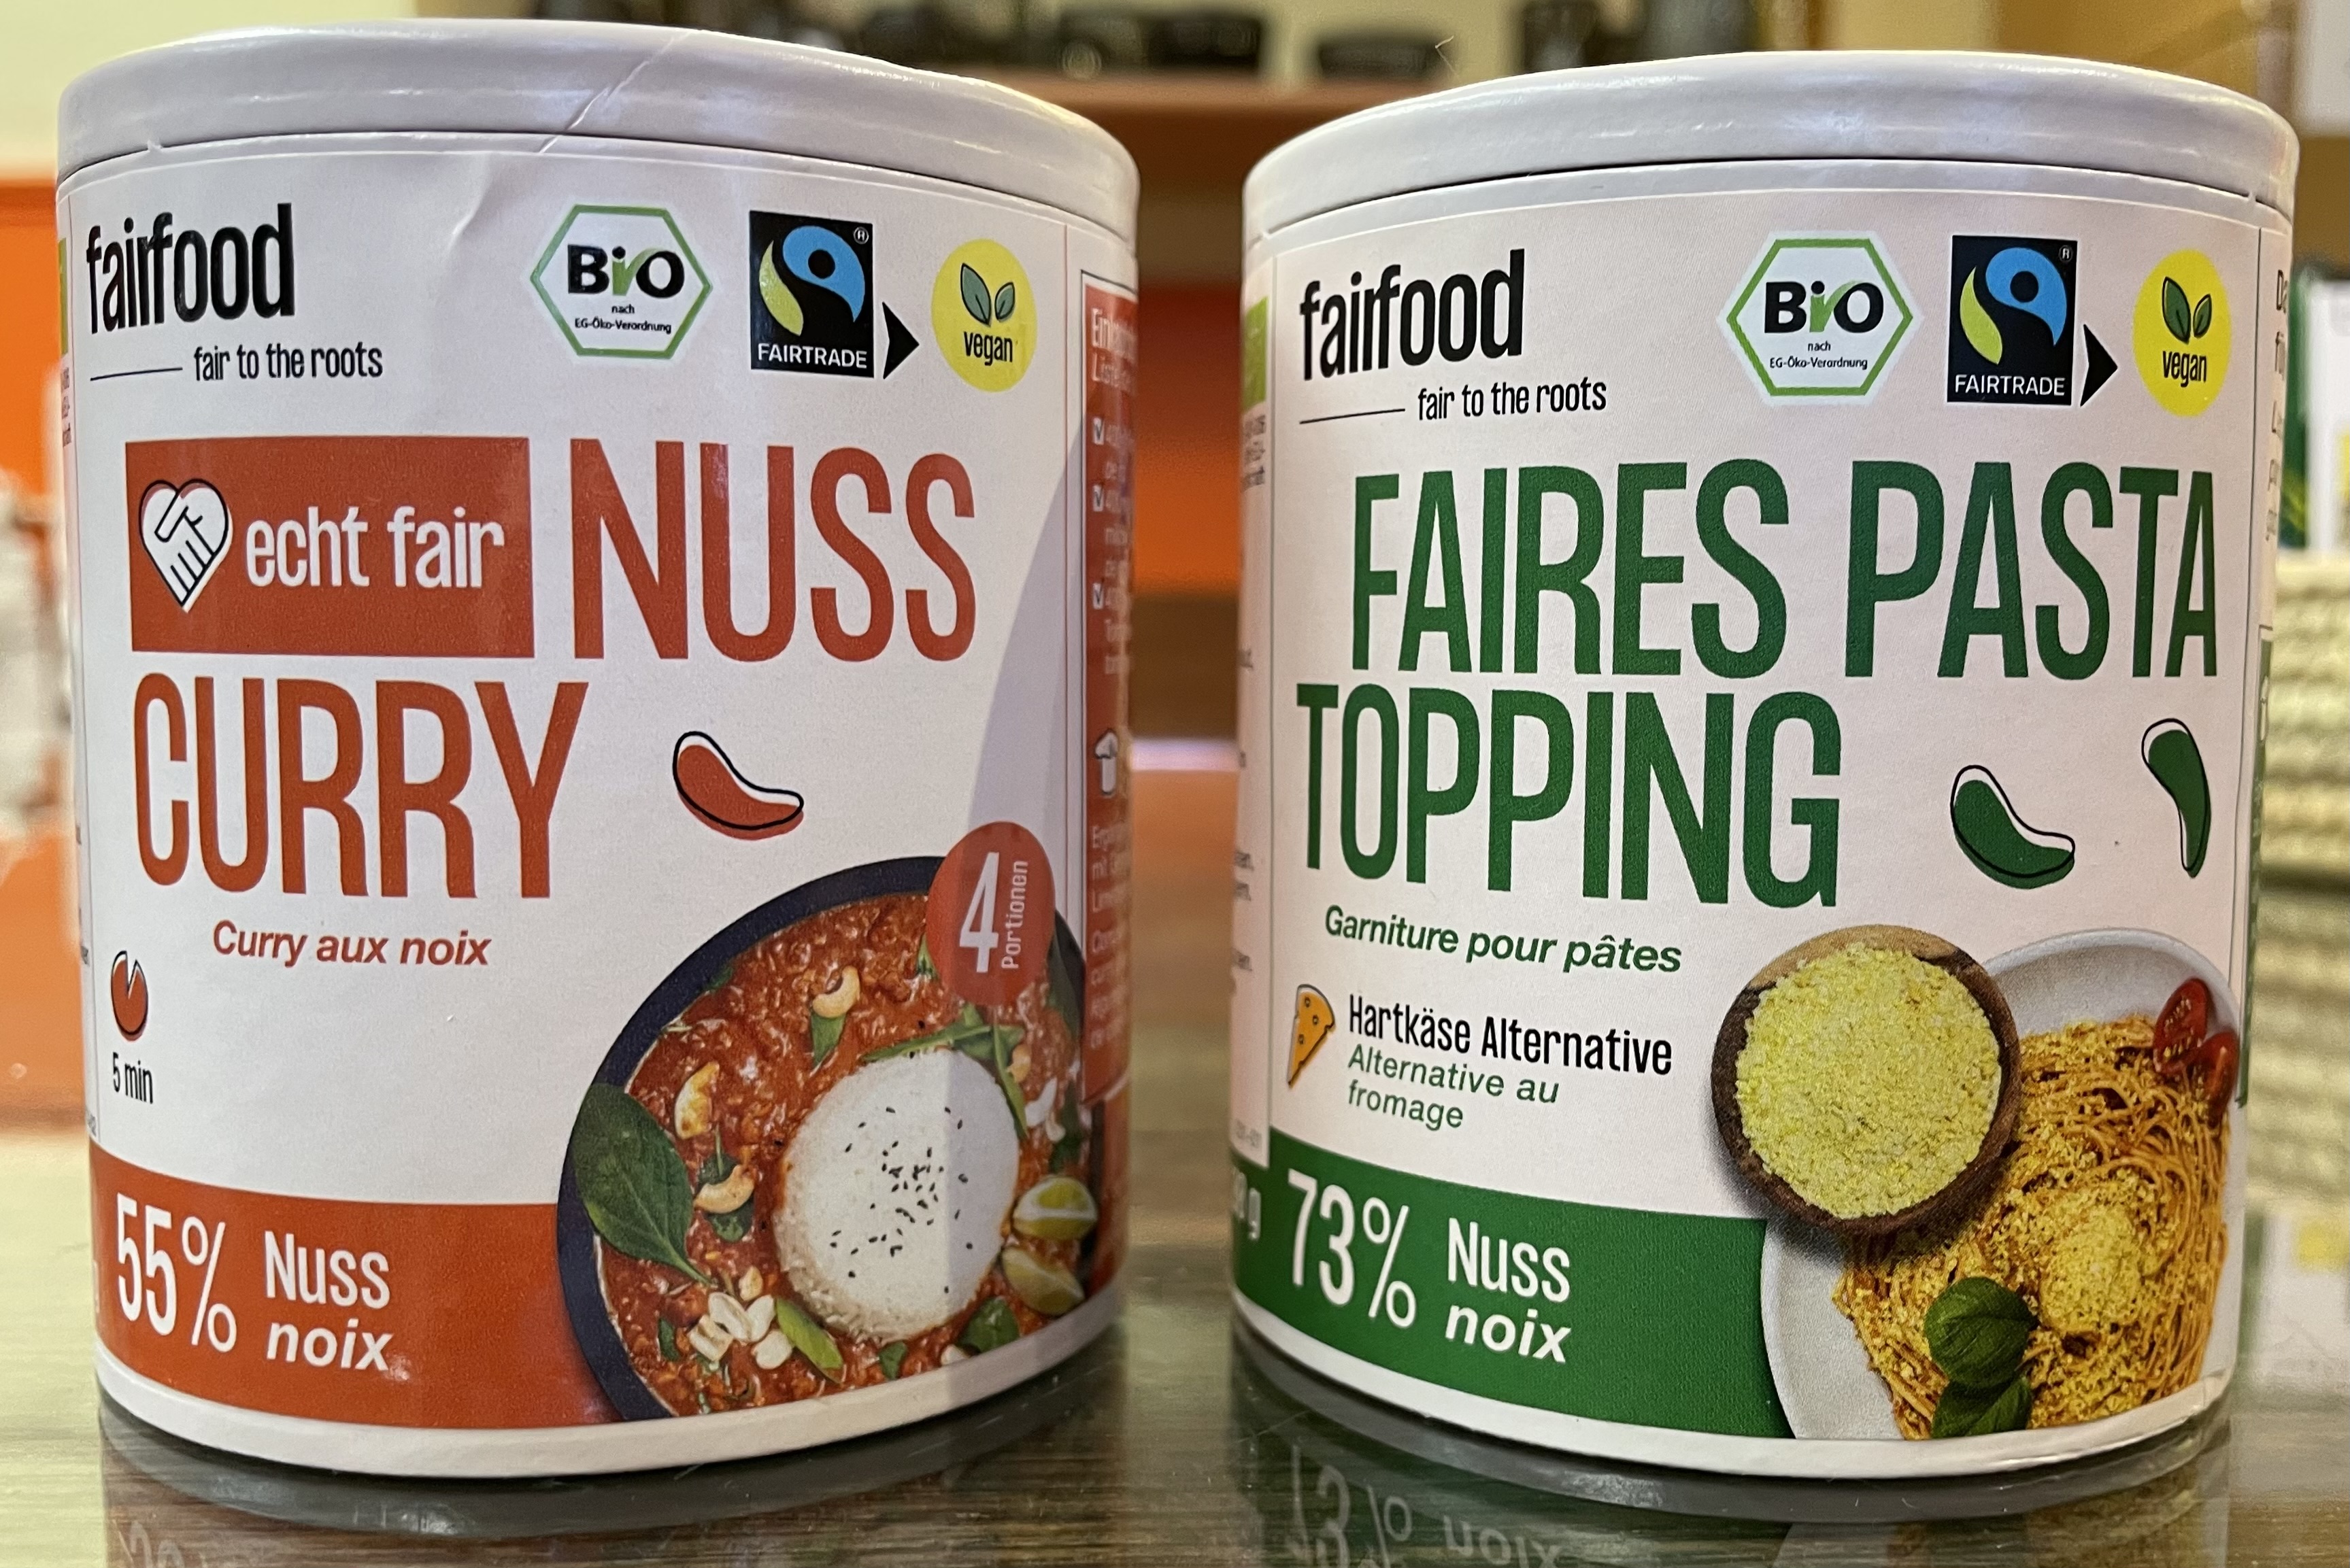 fairfood
fair to the roots
BiO
nach
EG-Öko-Verordnung
®
FAIRTRADE
vegan
echt fair NUSS
CURRY
Curry aux noix
5 min
4
Portionen
55% Nuss
noix
fairfood
fair to the roots
BiO
nach
EG-Öko-Verordnung
®
FAIRTRADE
vegan
FAIRES PASTA
TOPPING
Garniture pour pâtes
Hartkäse Alternative
Alternative au
fromage
73% Nuss
noix